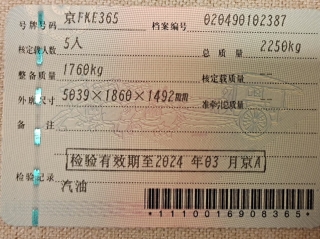 号牌号码 京FKE365 档案编号 020490102387
核定载人数 5人 总质量 2250kg
整备质量 1760kg 核定载质量
外廓尺寸 5039×1860×1492mm 准牵引总质量
备注
检验有效期至2024年03月京A
检验记录
汽油
*1110016906365*